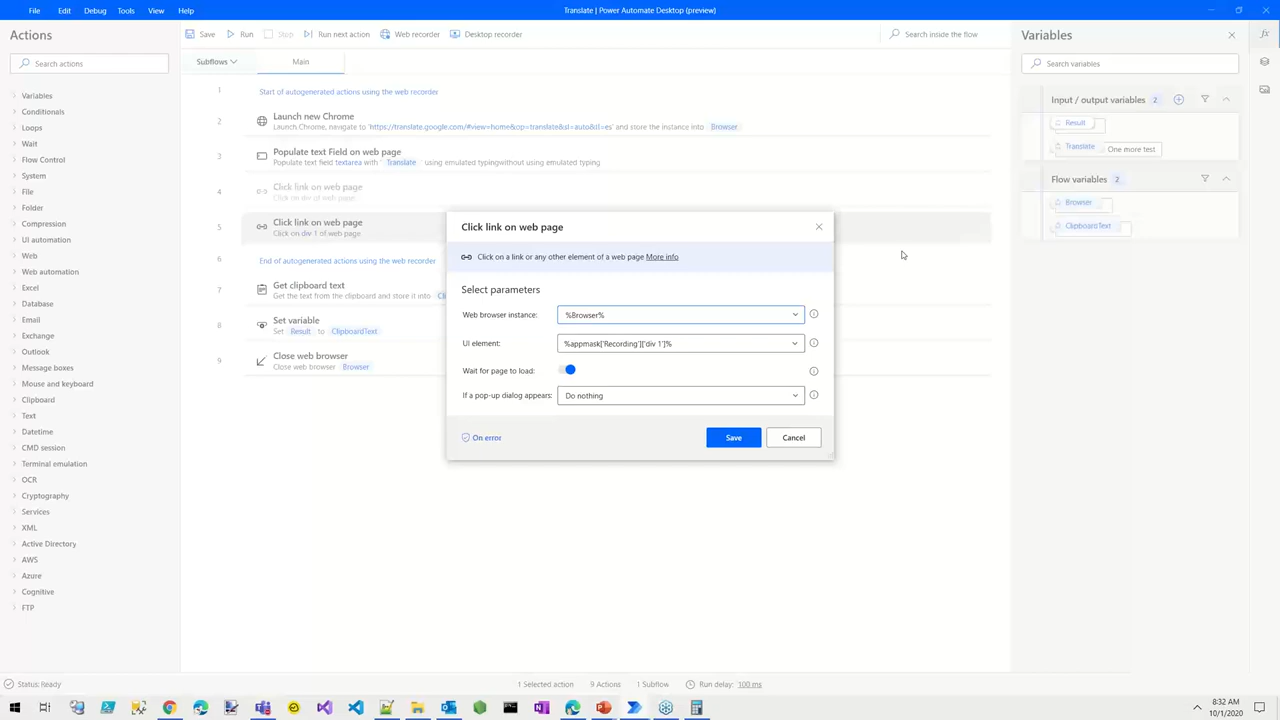 File Edit Debug Tools View Help
Translate | Power Automate Desktop (preview)
Actions
Search actions
Variables
Conditionals
Loops
Wait
Flow Control
System
File
Folder
Compression
UI automation
Web
Web automation
Excel
Database
Email
Exchange
Outlook
Message boxes
Mouse and keyboard
Clipboard
Text
Datetime
CMD session
Terminal emulation
OCR
Cryptography
Services
XML
Active Directory
AWS
Azure
Cognitive
FTP
Save Run Stop Run next action Web recorder Desktop recorder Search inside the flow
Subflows Main
1 Start of autogenerated actions using the web recorder
2 Launch new Chrome
Launch Chrome, navigate to 'https://translate.google.com/#view=home&op=translate&sl=auto&tl=es' and store the instance into Browser
3 Populate text Field on web page
Populate text field textarea with Translate ' using emulated typingwithout using emulated typing
4 Click link on web page
Click on div of web page
5 Click link on web page
Click on div 1 of web page
6 End of autogenerated actions using the web recorder
7 Get clipboard text
Get the text from the clipboard and store it into
8 Set variable
Set Result to ClipboardText
9 Close web browser
Close web browser Browser
Click link on web page
Click on a link or any other element of a web page More info
Select parameters
Web browser instance: %Browser%
UI element: %appmask['Recording']['div 1']%
Wait for page to load:
If a pop-up dialog appears: Do nothing
On error Save Cancel
Variables
fx
Search variables
Input / output variables 2
Result
Translate One more test
Flow variables 2
Browser
ClipboardText
Status: Ready 1 Selected action 9 Actions 1 Subflow Run delay: 100 ms
8:32 AM
10/1/2020